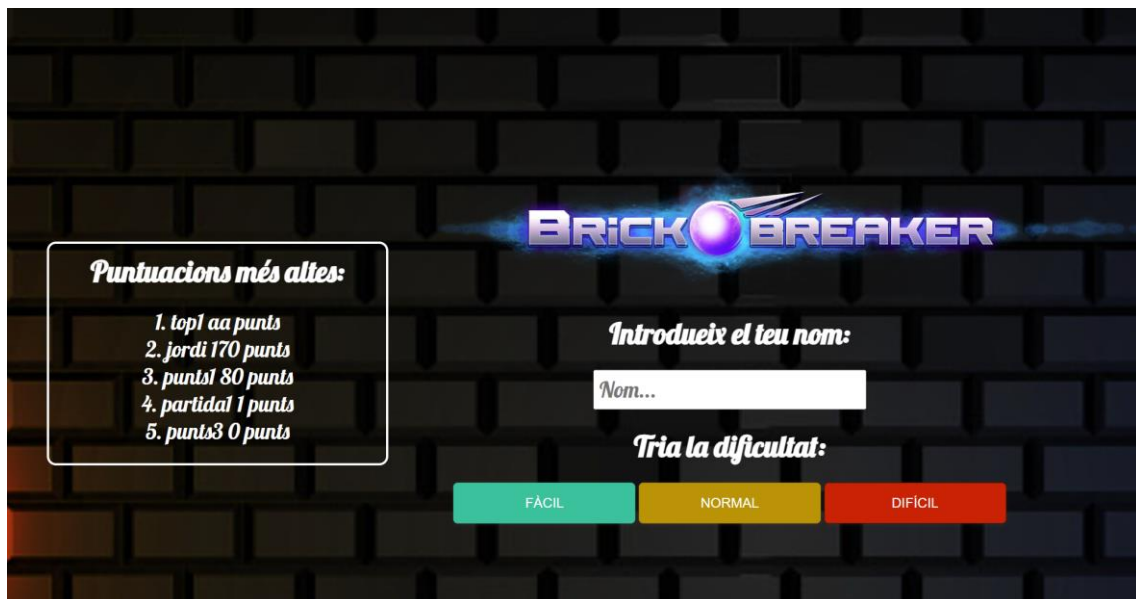 Puntuacions més altes:
1. top1 aa punts
2. jordi 170 punts
3. punts1 80 punts
4. partida1 1 punts
5. punts3 0 punts
BRiCK BREAKER
Introdueix el teu nom:
Nom...
Tria la dificultat:
FÀCIL NORMAL DIFÍCIL